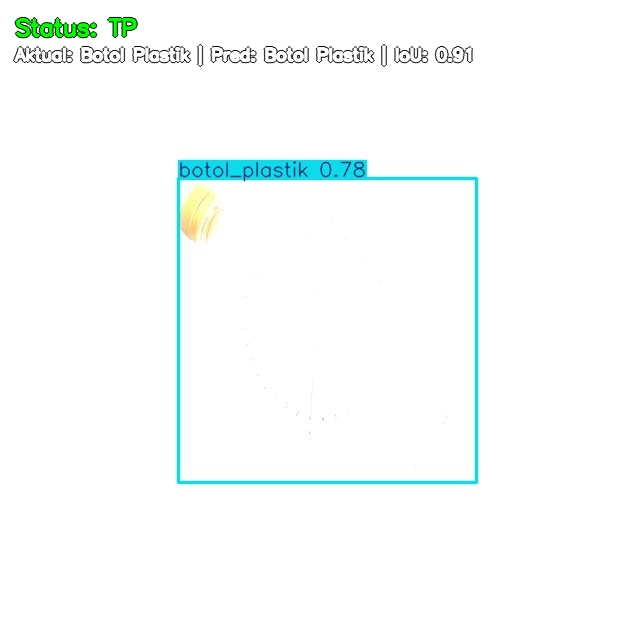 Status: TP
Aktual: Botol Plastik | Pred: Botol Plastik | IoU: 0.91
botol_plastik 0.78